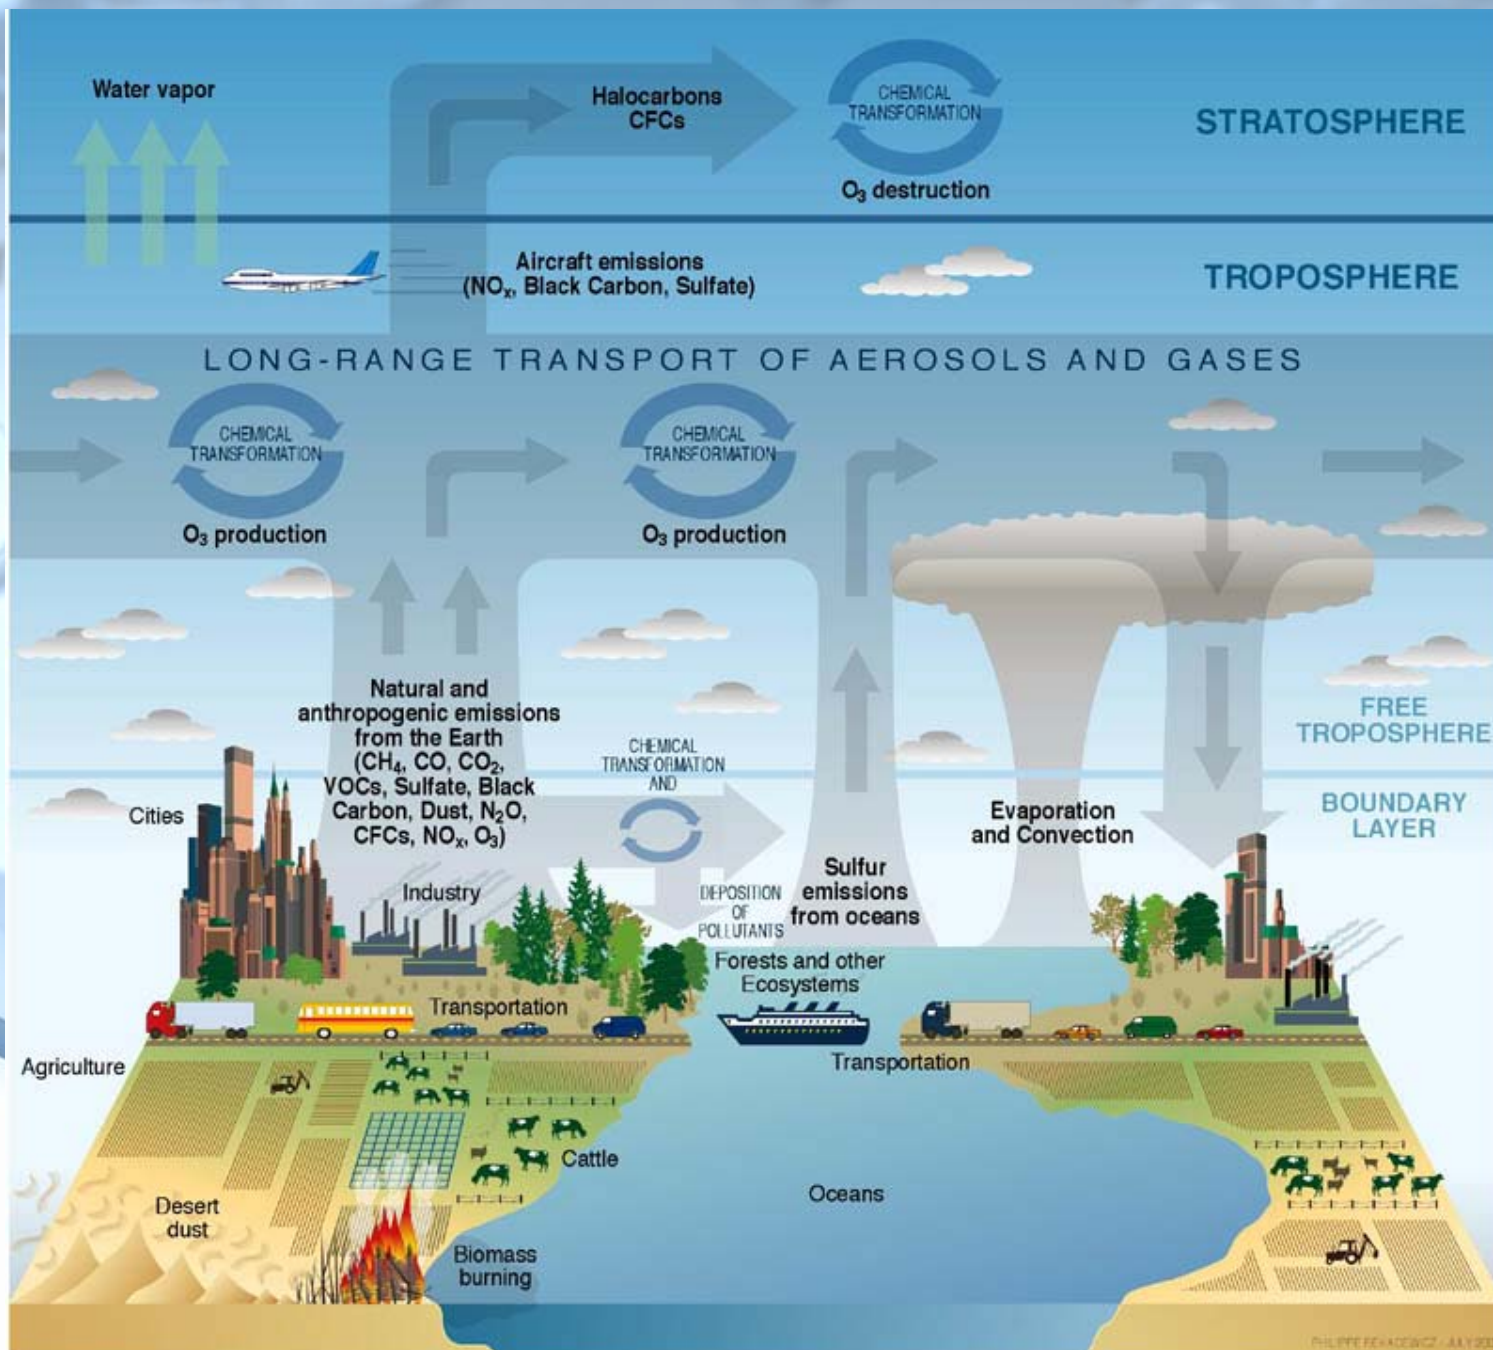 Water vapor
Halocarbons
CFCs
CHEMICAL
TRANSFORMATION
O₃ destruction
STRATOSPHERE
Aircraft emissions
(NOₓ, Black Carbon, Sulfate)
TROPOSPHERE
LONG-RANGE TRANSPORT OF AEROSOLS AND GASES
CHEMICAL
TRANSFORMATION
O₃ production
CHEMICAL
TRANSFORMATION
O₃ production
Natural and
anthropogenic emissions
from the Earth
(CH₄, CO, CO₂,
VOCs, Sulfate, Black
Carbon, Dust, N₂O,
CFCs, NOₓ, O₃)
CHEMICAL
TRANSFORMATION
AND
DEPOSITION
OF
POLLUTANTS
FREE
TROPOSPHERE
BOUNDARY
LAYER
Cities
Industry
Sulfur
emissions
from oceans
Evaporation
and Convection
Forests and other
Ecosystems
Transportation
Transportation
Agriculture
Cattle
Desert
dust
Biomass
burning
Oceans
PHILIPPE REKACEWICZ - JULY